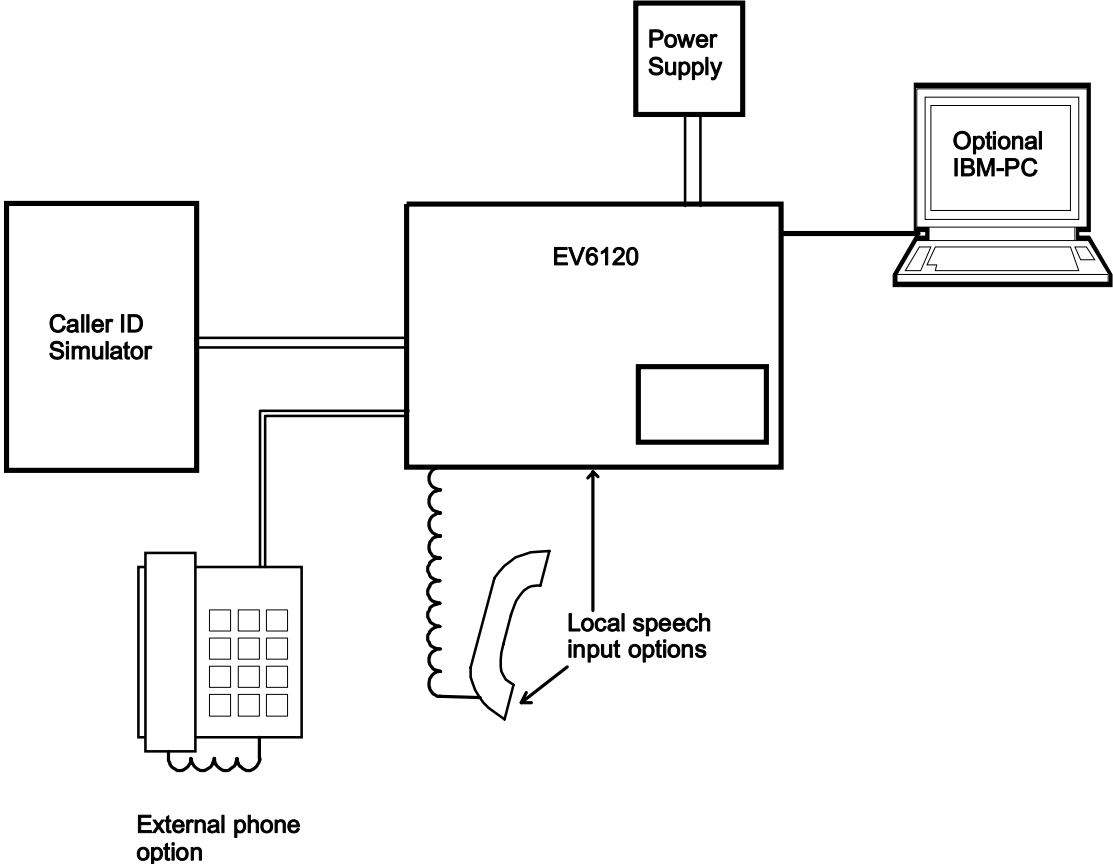 Power
Supply
Optional
IBM-PC
EV6120
Caller ID
Simulator
Local speech
input options
External phone
option